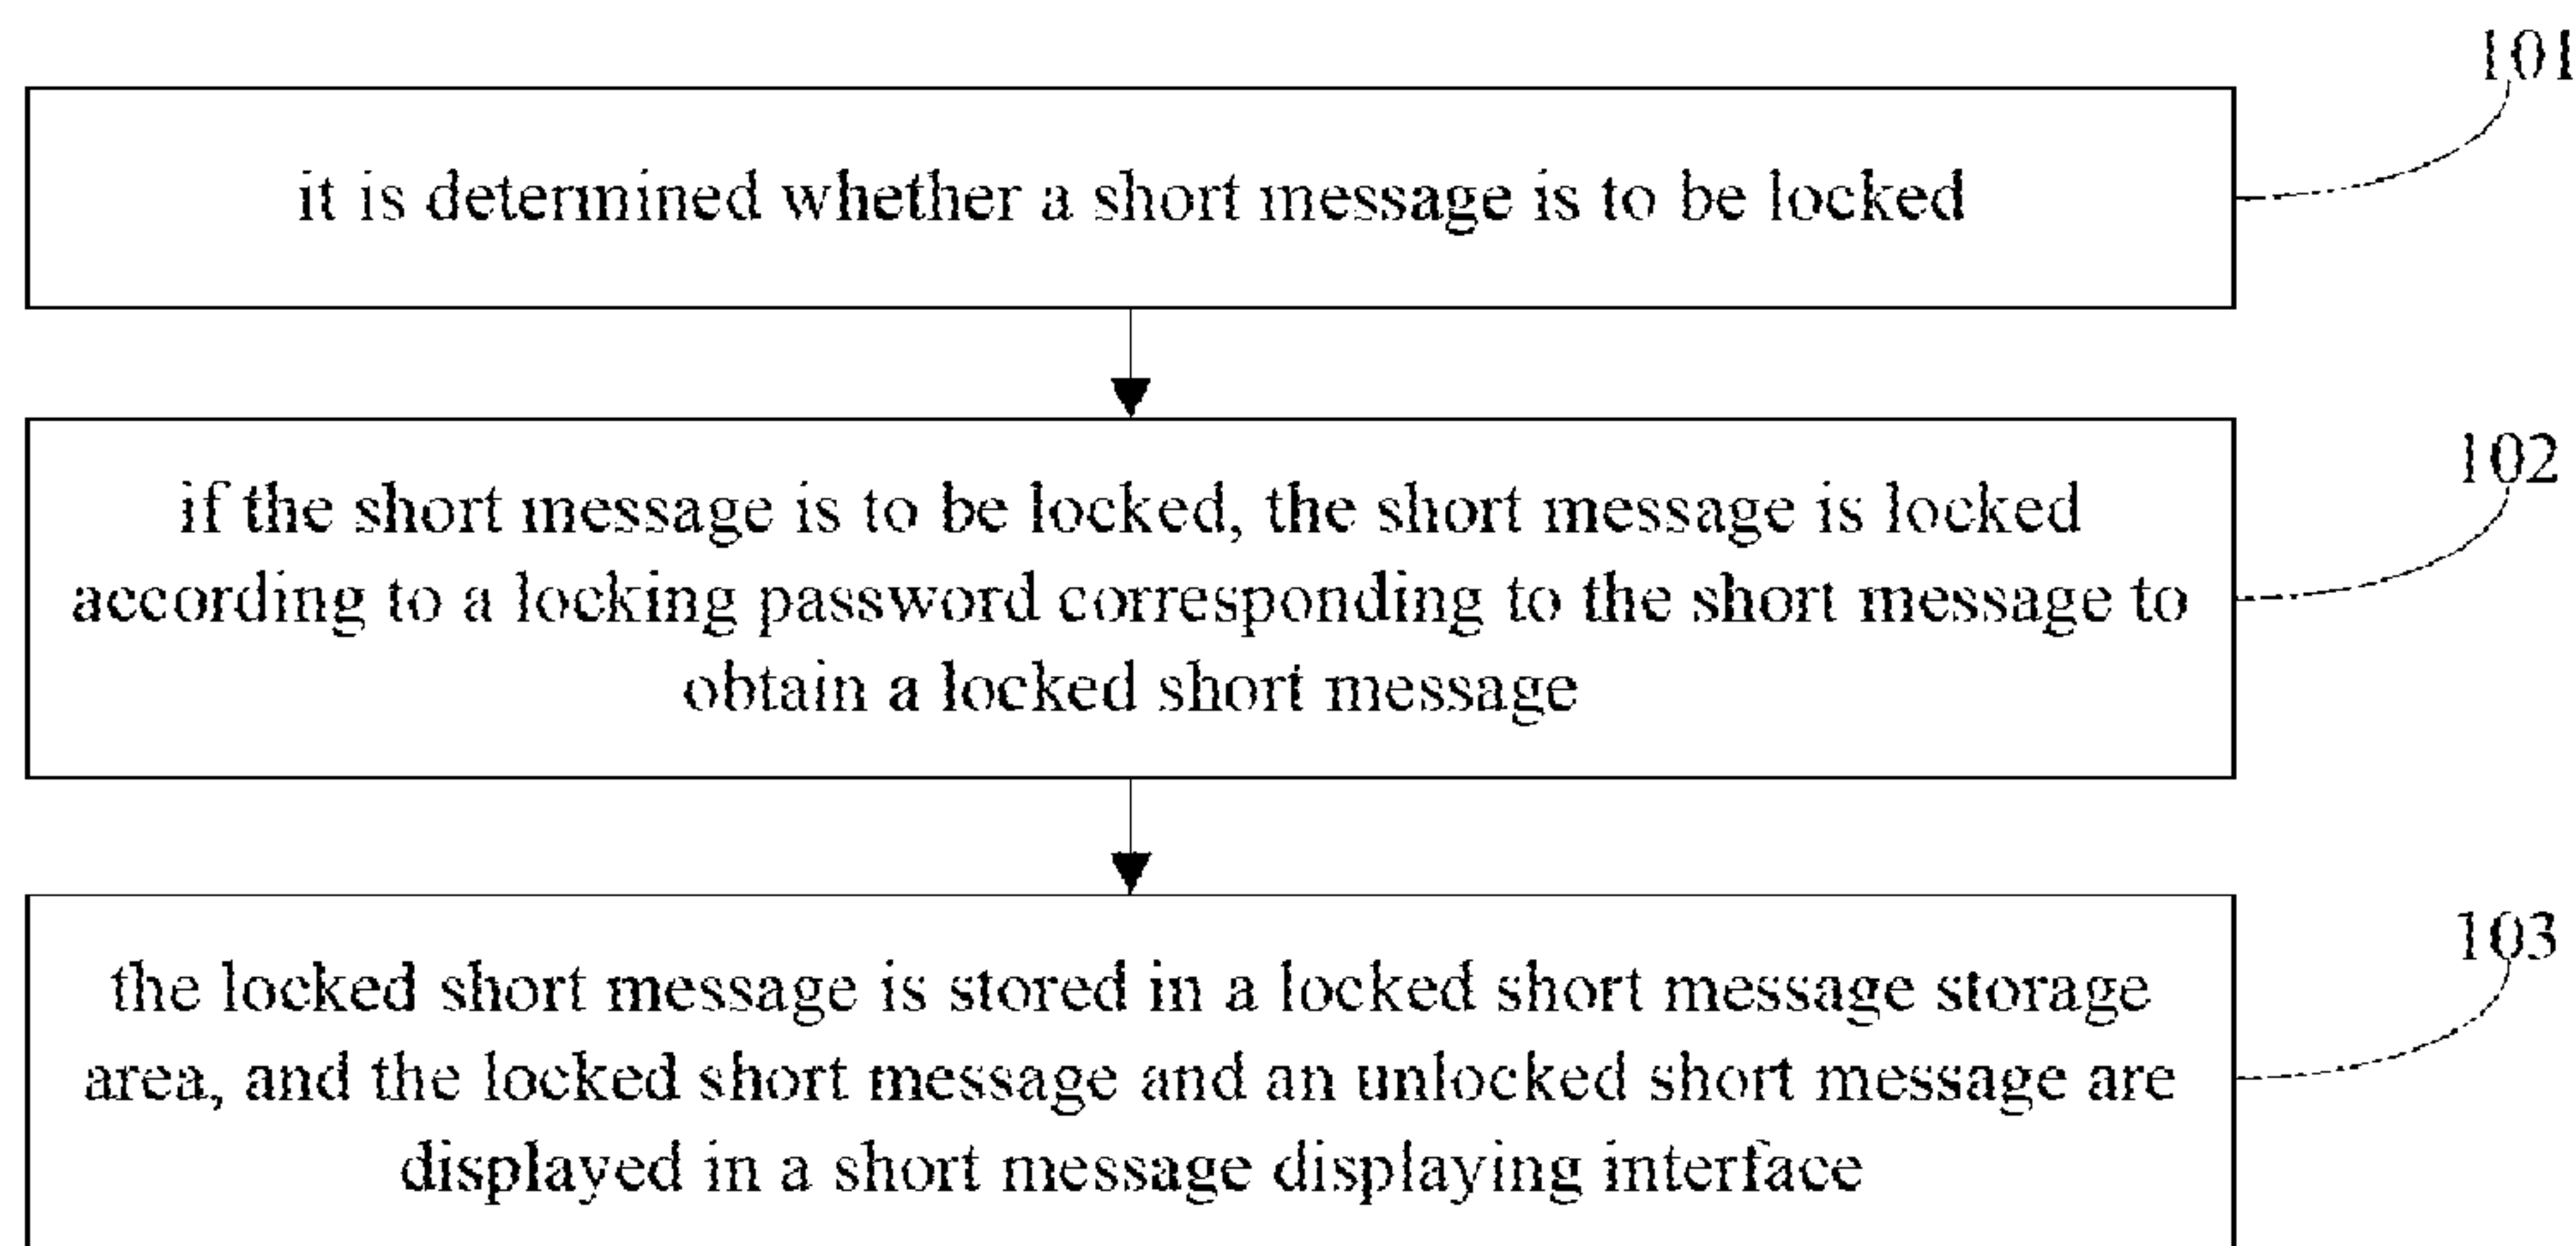 101
it is determined whether a short message is to be locked
102
if the short message is to be locked, the short message is locked
according to a locking password corresponding to the short message to
obtain a locked short message
103
the locked short message is stored in a locked short message storage
area, and the locked short message and an unlocked short message are
displayed in a short message displaying interface